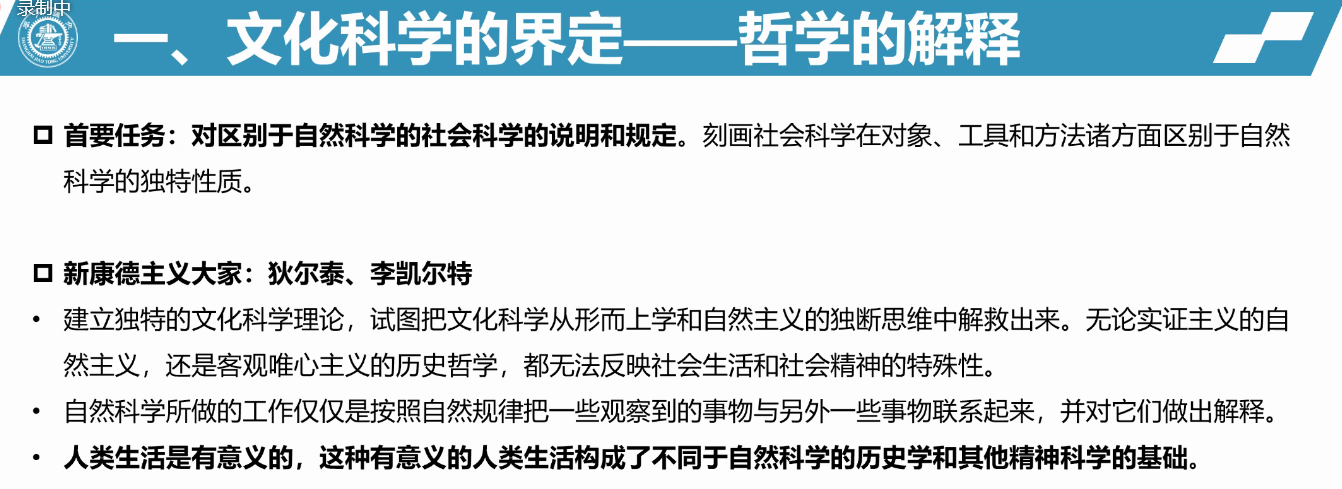 录制中
一、文化科学的界定——哲学的解释
首要任务：对区别于自然科学的社会科学的说明和规定。刻画社会科学在对象、工具和方法诸方面区别于自然
科学的独特性质。
新康德主义大家：狄尔泰、李凯尔特
• 建立独特的文化科学理论，试图把文化科学从形而上学和自然主义的独断思维中解救出来。无论实证主义的自
然主义，还是客观唯心主义的历史哲学，都无法反映社会生活和社会精神的特殊性。
• 自然科学所做的工作仅仅是按照自然规律把一些观察到的事物与另外一些事物联系起来，并对它们做出解释。
• 人类生活是有意义的，这种有意义的人类生活构成了不同于自然科学的历史学和其他精神科学的基础。